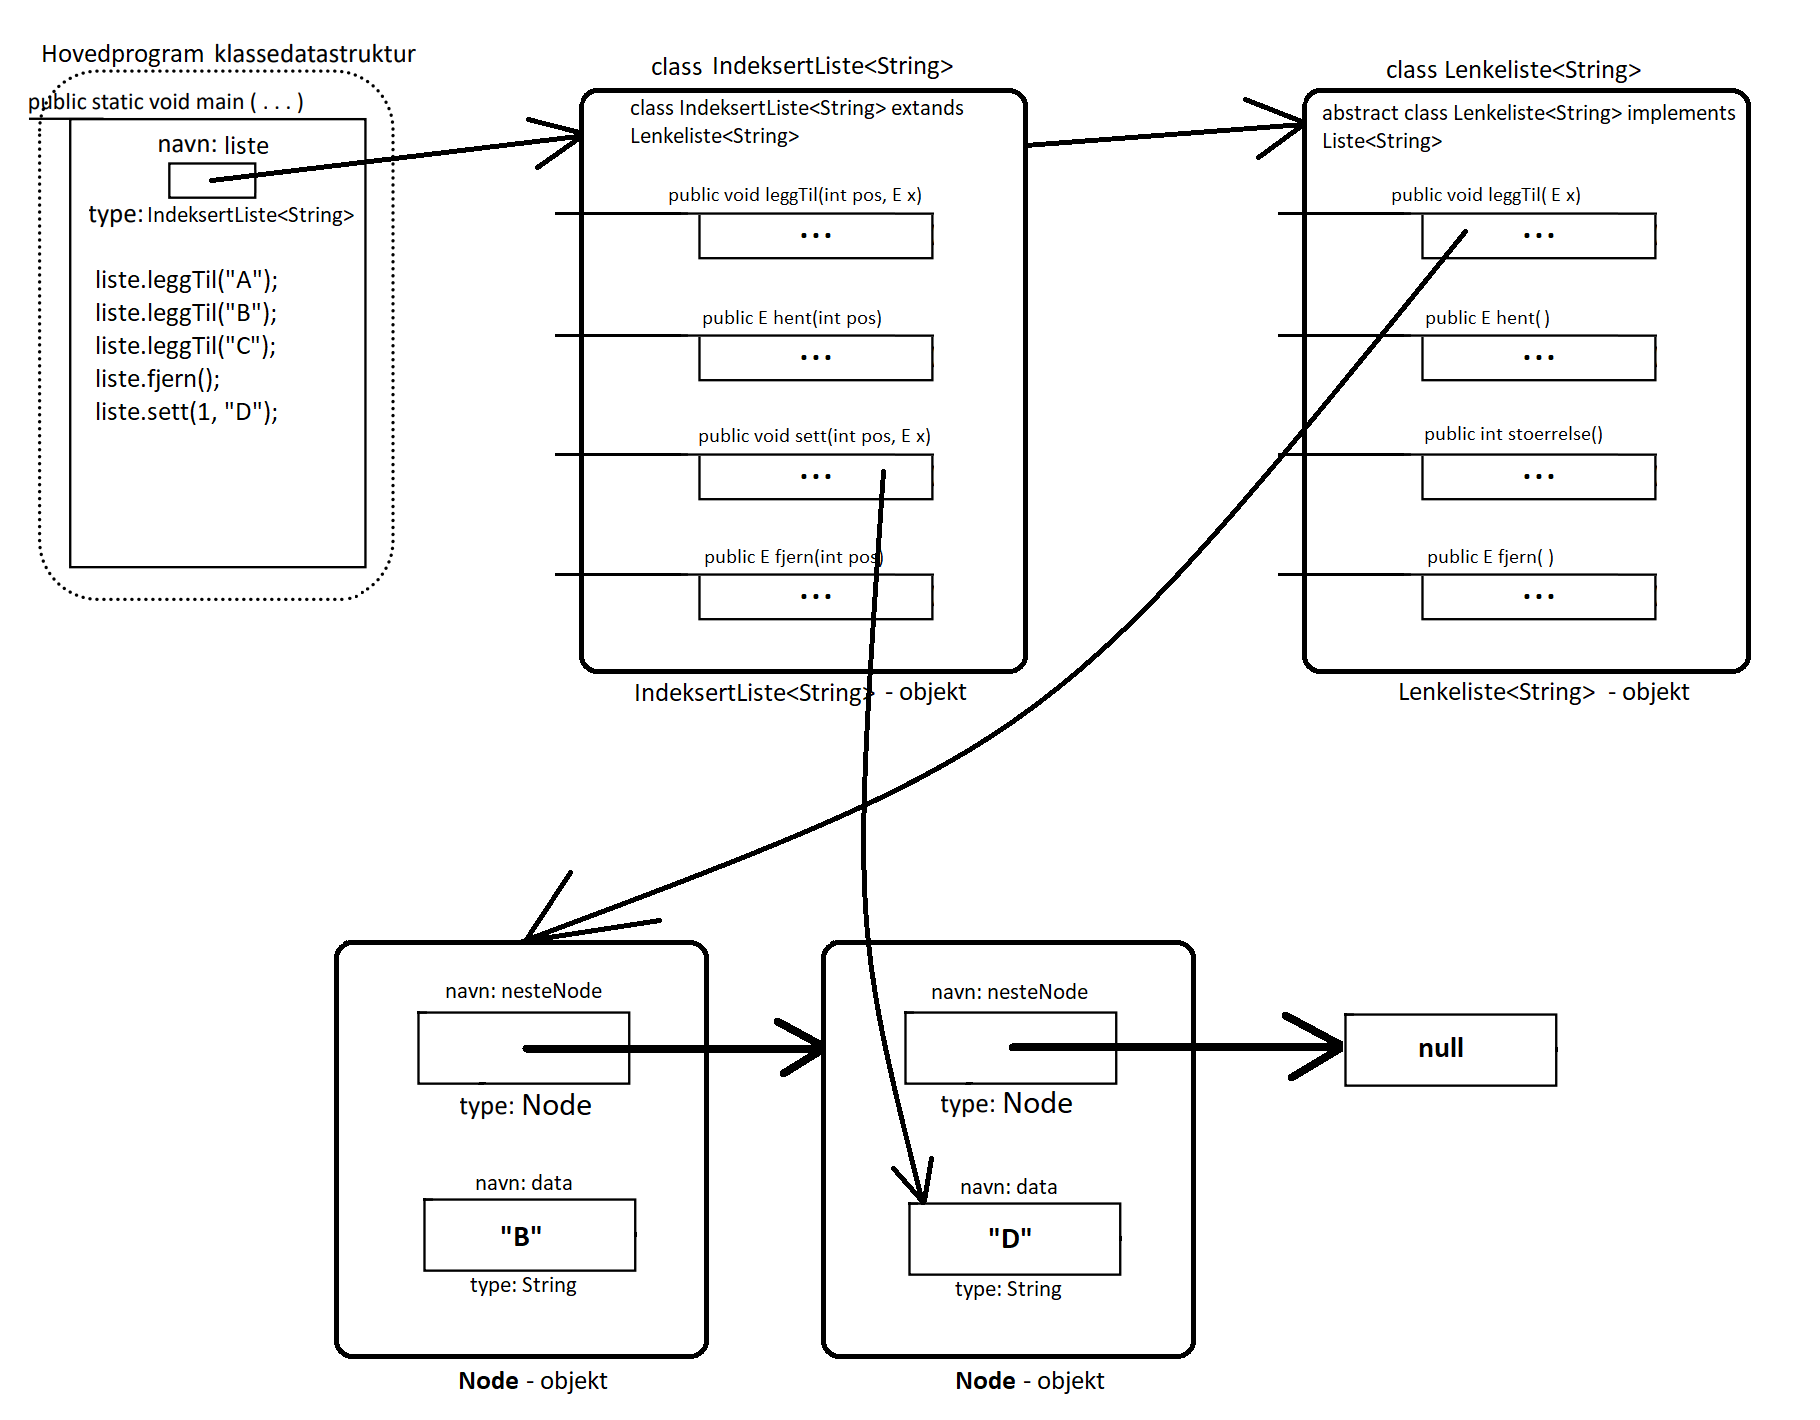 Hovedprogram klassedatastruktur
public static void main ( . . . )
navn: liste
type: IndeksertListe<String>
liste.leggTil("A");
liste.leggTil("B");
liste.leggTil("C");
liste.fjern();
liste.sett(1, "D");
class IndeksertListe<String>
class IndeksertListe<String> extands
Lenkeliste<String>
public void leggTil(int pos, E x)
...
public E hent(int pos)
...
public void sett(int pos, E x)
...
public E fjern(int pos)
...
IndeksertListe<String> - objekt
class Lenkeliste<String>
abstract class Lenkeliste<String> implements
Liste<String>
public void leggTil( E x)
...
public E hent( )
...
public int stoerrelse()
...
public E fjern( )
...
Lenkeliste<String> - objekt
navn: nesteNode
type: Node
navn: data
"B"
type: String
Node - objekt
navn: nesteNode
type: Node
navn: data
"D"
type: String
Node - objekt
null